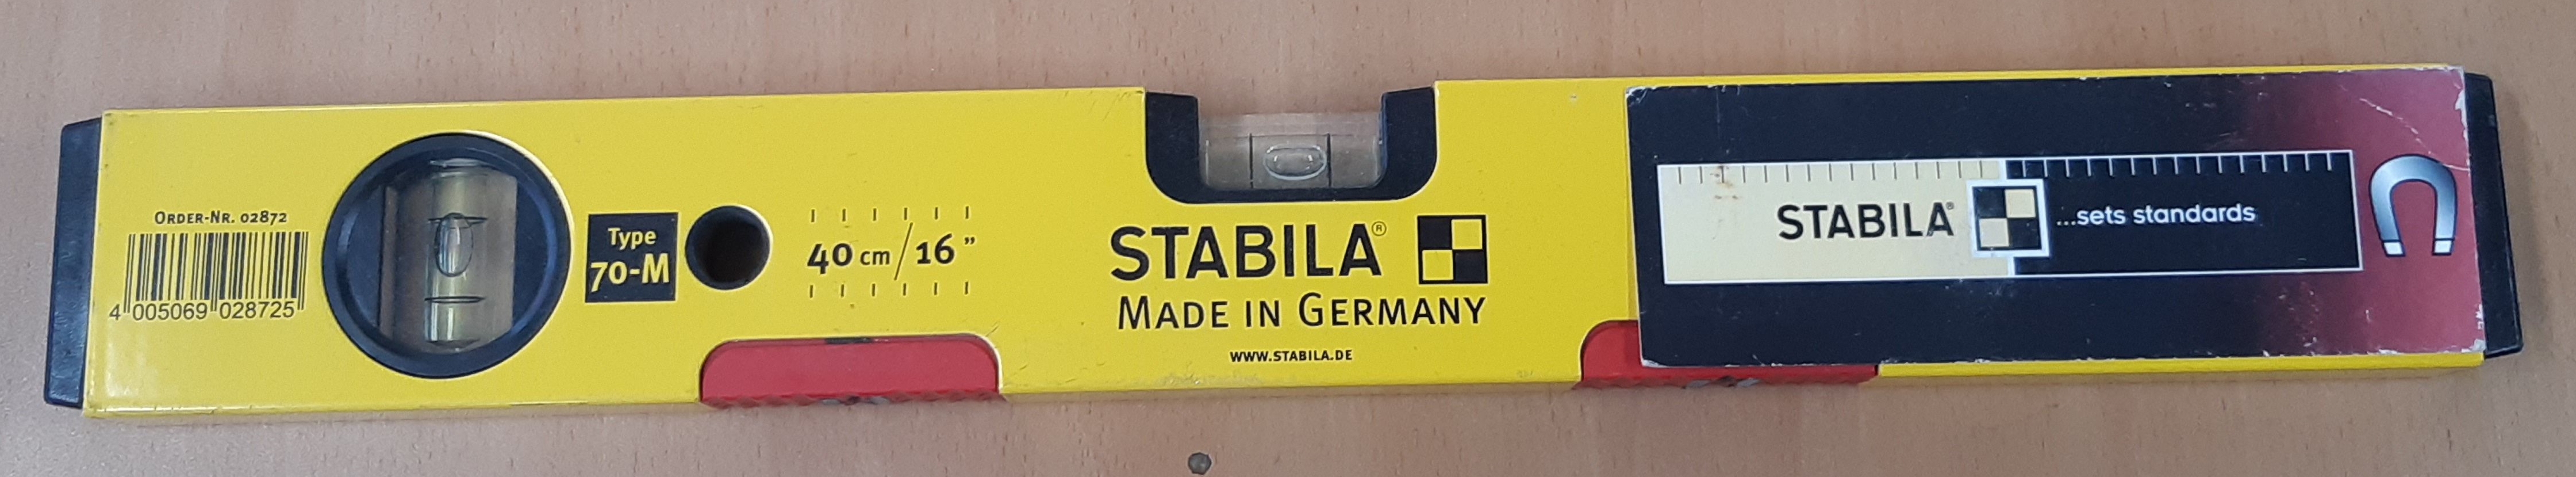 ORDER-NR. 02872
4 005069 028725
Type
70-M
40 cm/16"
STABILA®
MADE IN GERMANY
WWW.STABILA.DE
STABILA® ...sets standards